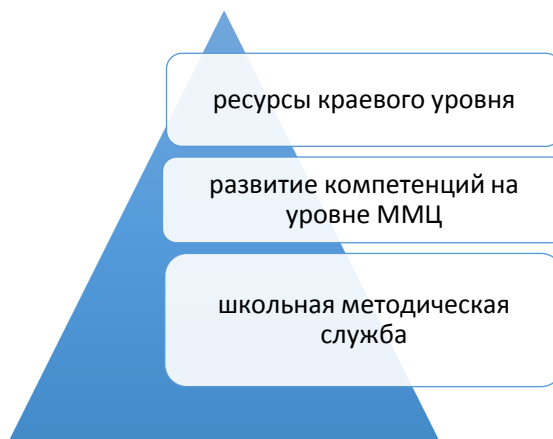 ресурсы краевого уровня
развитие компетенций на
уровне ММЦ
школьная методическая
служба